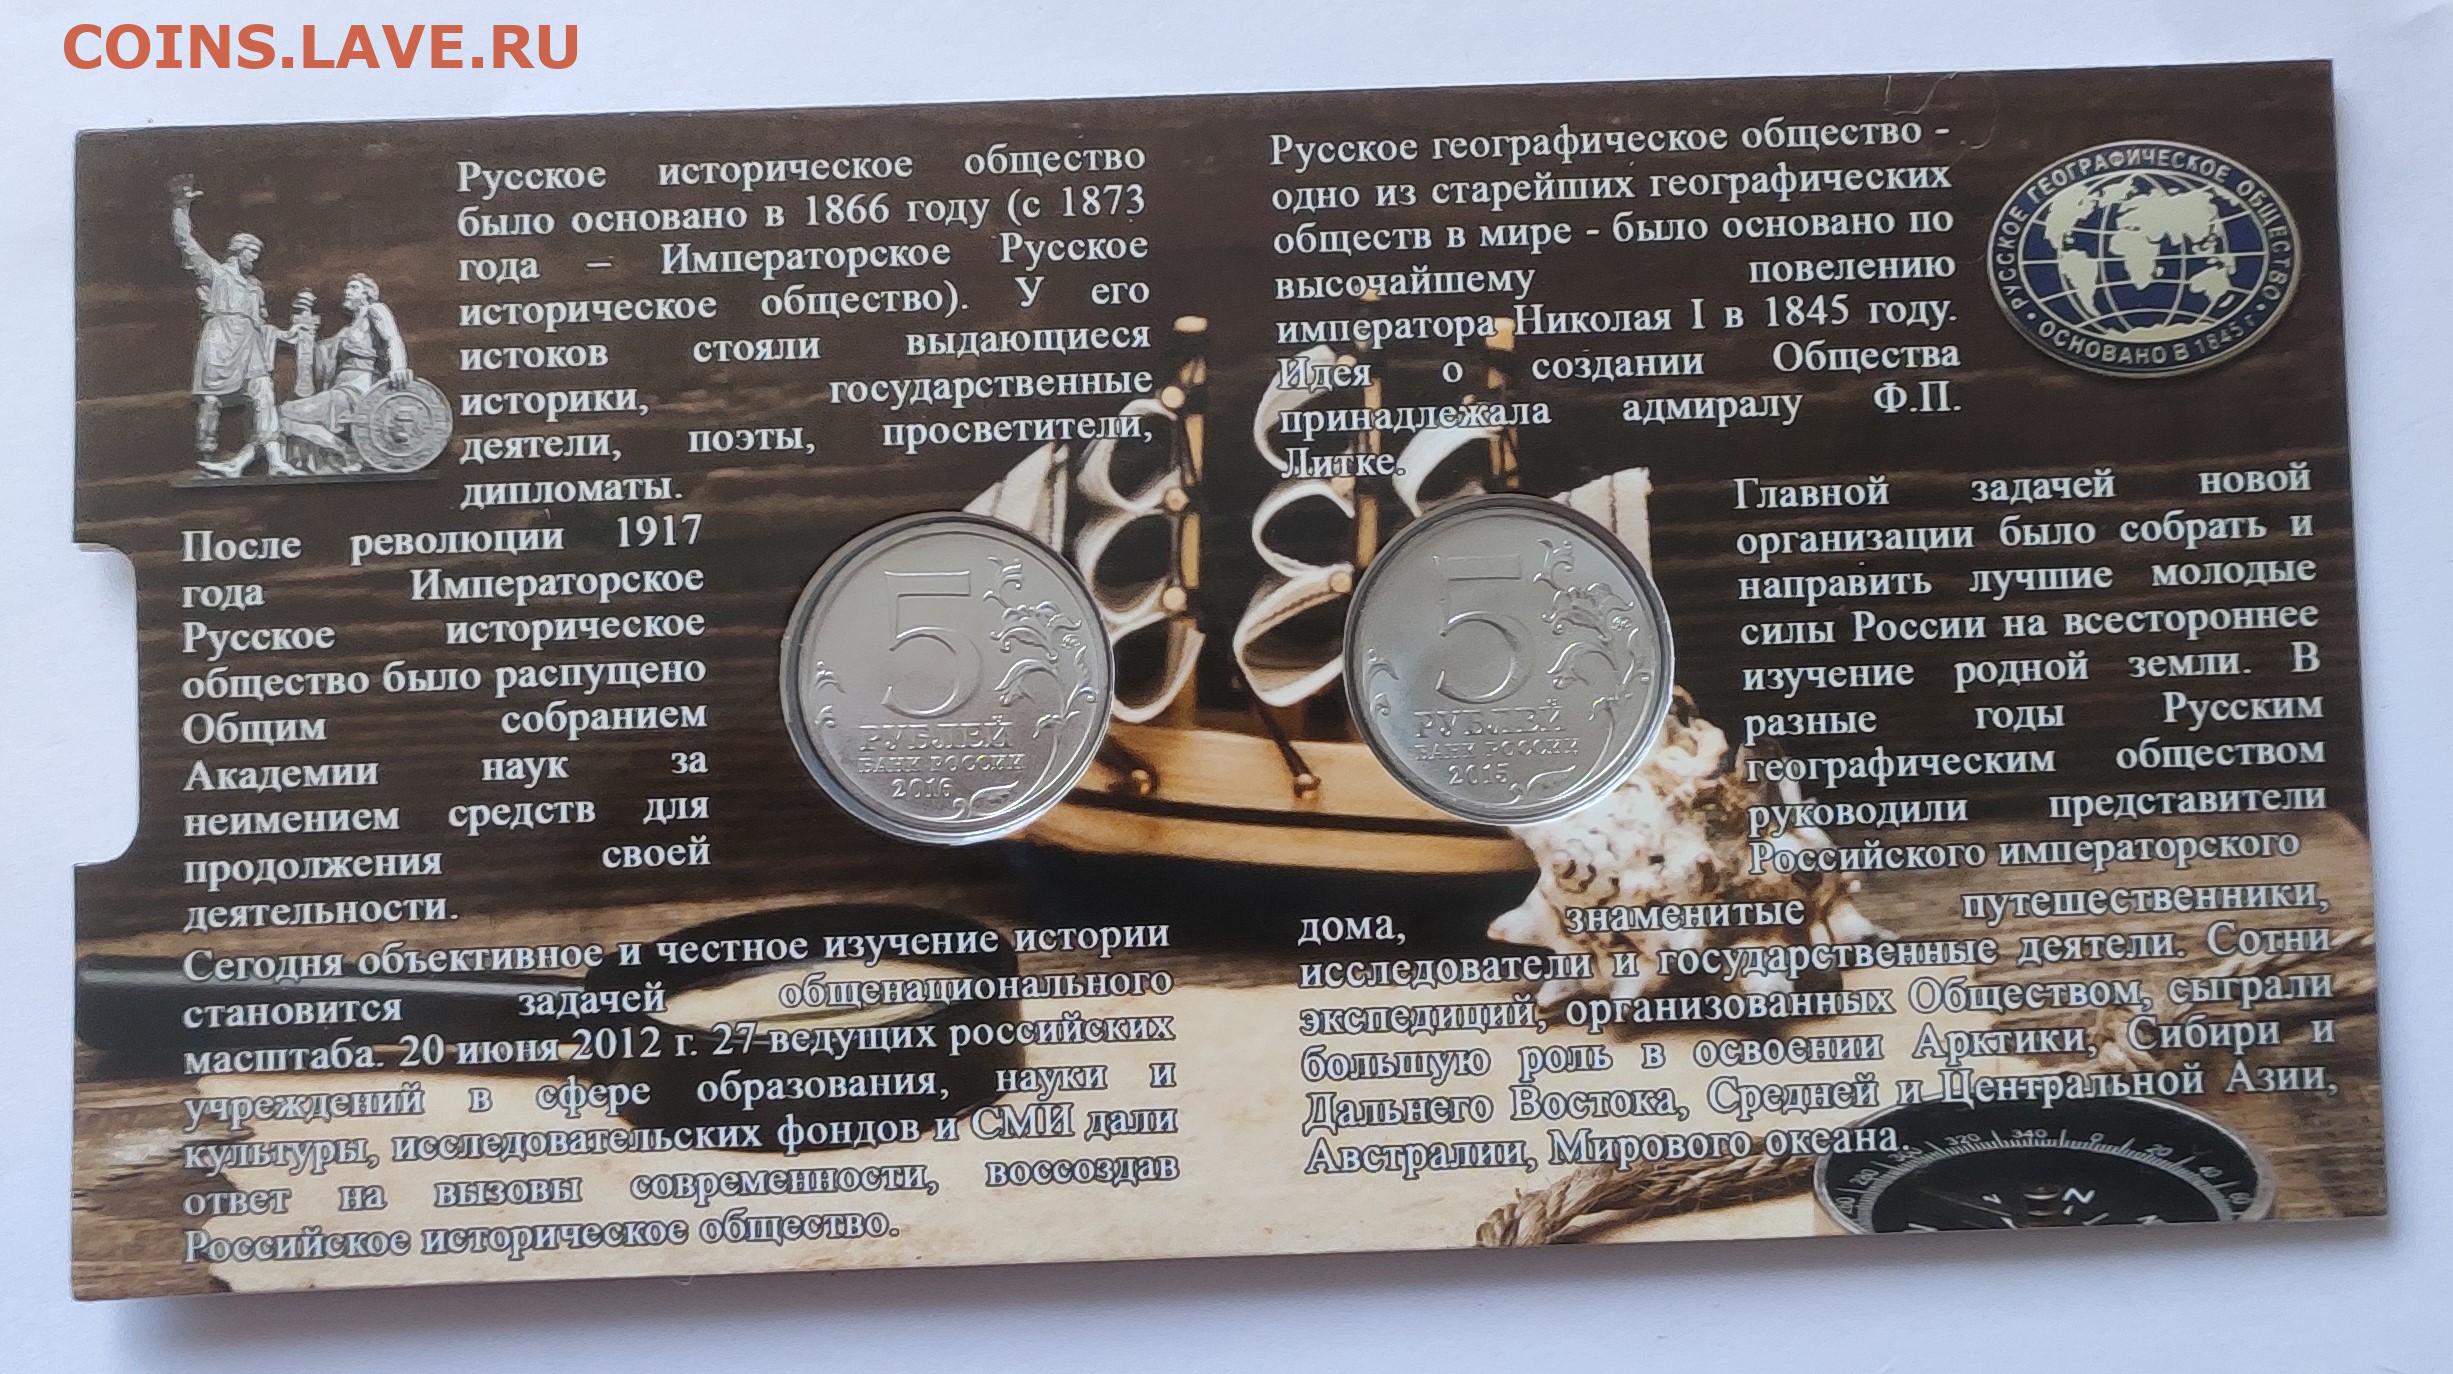 COINS.LAVE.RU
Русское историческое общество
было основано в 1866 году (с 1873
года – Императорское Русское
историческое общество). У его
истоков стояли выдающиеся
историки, государственные
деятели, поэты, просветители,
дипломаты.
После революции 1917
года Императорское
Русское историческое
общество было распущено
Общим собранием
Академии наук за
неимением средств для
продолжения своей
деятельности.
Сегодня объективное и честное изучение истории
становится задачей общенационального
масштаба. 20 июня 2012 г. 27 ведущих российских
учреждений в сфере образования, науки и
культуры, исследовательских фондов и СМИ дали
ответ на вызовы современности, воссоздав
Российское историческое общество.
5
РУБЛЕЙ
БАНК РОССИИ
2016
Русское географическое общество -
одно из старейших географических
обществ в мире - было основано по
высочайшему повелению
императора Николая I в 1845 году.
Идея о создании Общества
принадлежала адмиралу Ф.П.
Литке.
РУССКОЕ ГЕОГРАФИЧЕСКОЕ ОБЩЕСТВО
• ОСНОВАНО В 1845 г. •
5
РУБЛЕЙ
БАНК РОССИИ
2015
Главной задачей новой
организации было собрать и
направить лучшие молодые
силы России на всестороннее
изучение родной земли. В
разные годы Русским
географическим обществом
руководили представители
Российского императорского
дома, знаменитые путешественники,
исследователи и государственные деятели. Сотни
экспедиций, организованных Обществом, сыграли
большую роль в освоении Арктики, Сибири и
Дальнего Востока, Средней и Центральной Азии,
Австралии, Мирового океана.
320 340 0 20 40 60
N